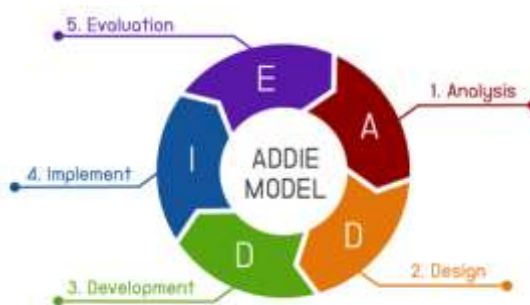 5. Evaluation
1. Analysis
E
A
I
ADDIE
MODEL
4. Implement
D
D
3. Development
2. Design